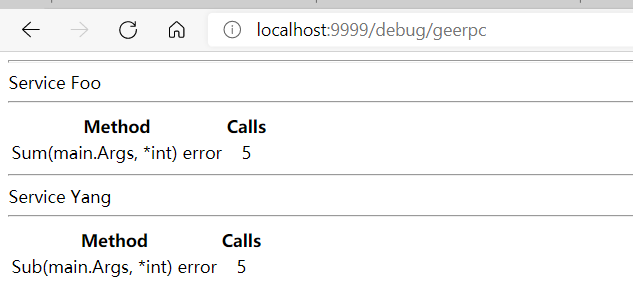 localhost:9999/debug/geerpc
Service Foo
Method Calls
Sum(main.Args, *int) error 5
Service Yang
Method Calls
Sub(main.Args, *int) error 5